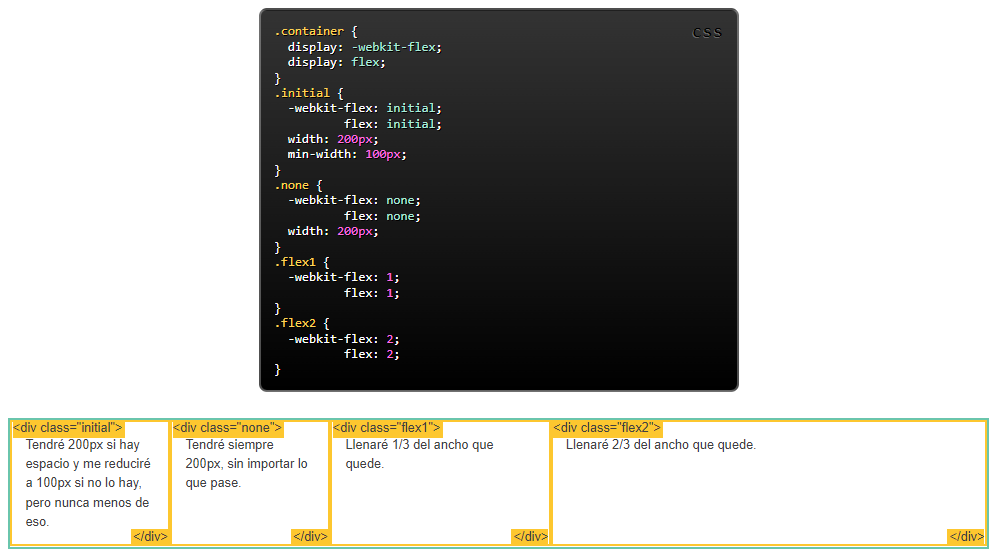 css
.container {
  display: -webkit-flex;
  display: flex;
}
.initial {
  -webkit-flex: initial;
          flex: initial;
  width: 200px;
  min-width: 100px;
}
.none {
  -webkit-flex: none;
          flex: none;
  width: 200px;
}
.flex1 {
  -webkit-flex: 1;
          flex: 1;
}
.flex2 {
  -webkit-flex: 2;
          flex: 2;
}
<div class="initial">
Tendré 200px si hay
espacio y me reduciré
a 100px si no lo hay,
pero nunca menos de
eso.
</div>
<div class="none">
Tendré siempre
200px, sin importar lo
que pase.
</div>
<div class="flex1">
Llenaré 1/3 del ancho que
quede.
</div>
<div class="flex2">
Llenaré 2/3 del ancho que quede.
</div>